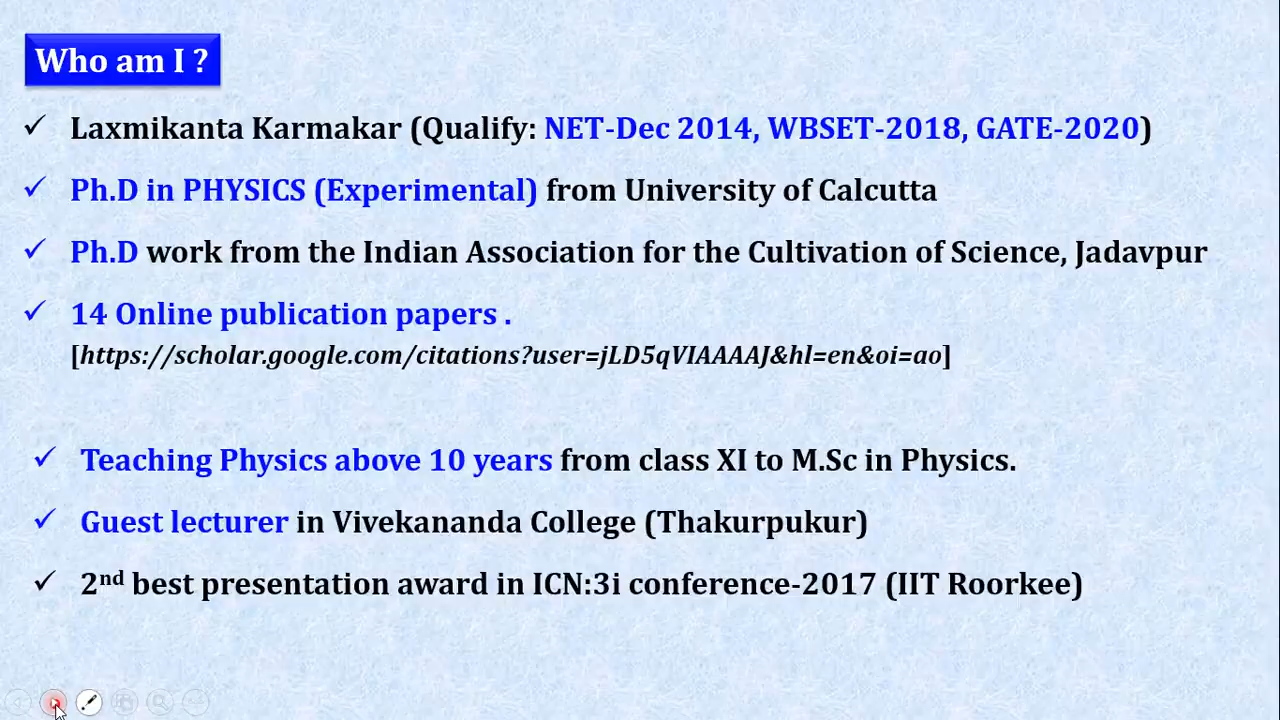 Who am I ?
✓ Laxmikanta Karmakar (Qualify: NET-Dec 2014, WBSET-2018, GATE-2020)
✓ Ph.D in PHYSICS (Experimental) from University of Calcutta
✓ Ph.D work from the Indian Association for the Cultivation of Science, Jadavpur
✓ 14 Online publication papers .
[https://scholar.google.com/citations?user=jLD5qVIAAAAJ&hl=en&oi=ao]
✓ Teaching Physics above 10 years from class XI to M.Sc in Physics.
✓ Guest lecturer in Vivekananda College (Thakurpukur)
✓ 2nd best presentation award in ICN:3i conference-2017 (IIT Roorkee)